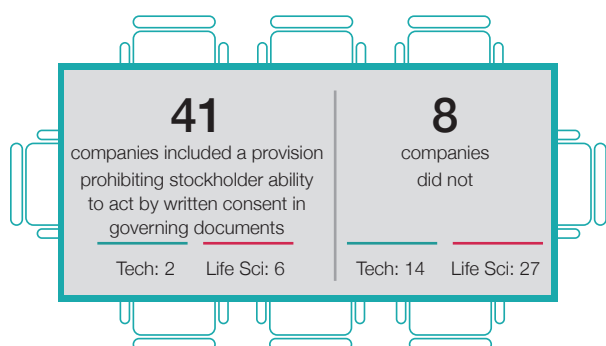 41
companies included a provision
prohibiting stockholder ability
to act by written consent in
governing documents
Tech: 2 Life Sci: 6
8
companies
did not
Tech: 14 Life Sci: 27